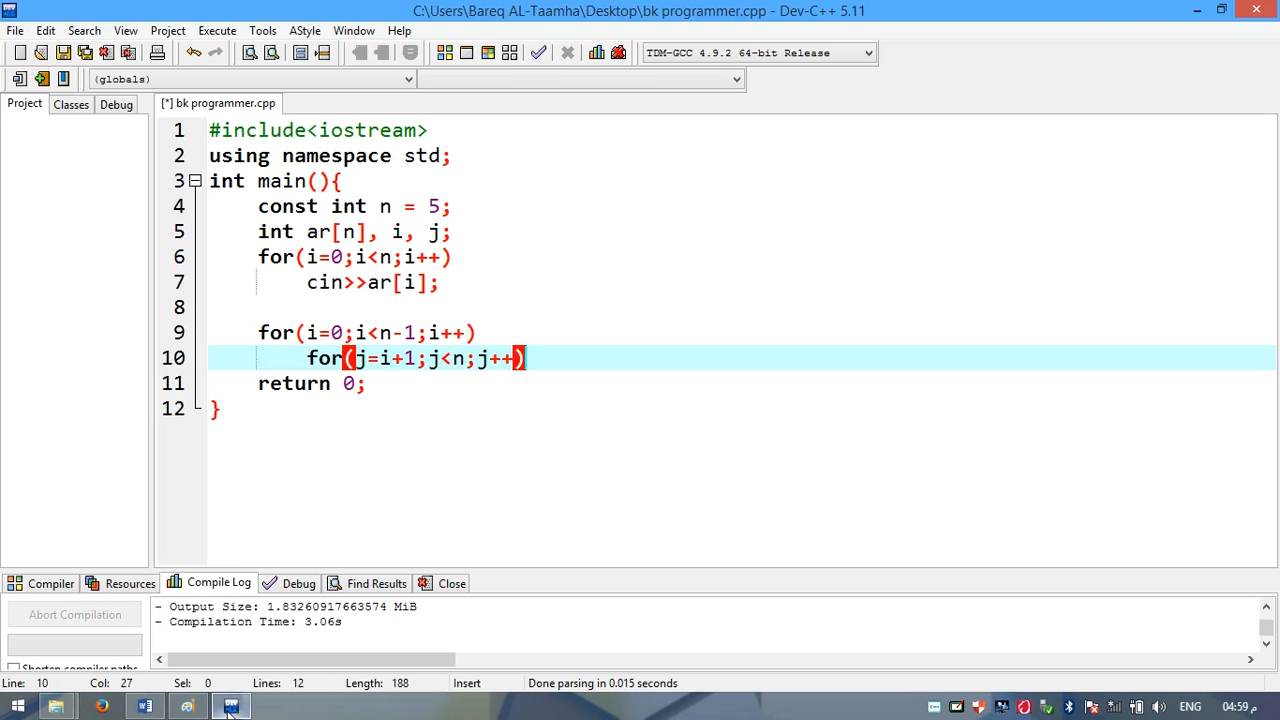 C:\Users\Bareq AL-Taamha\Desktop\bk programmer.cpp - Dev-C++ 5.11
File Edit Search View Project Execute Tools AStyle Window Help
TDM-GCC 4.9.2 64-bit Release
(globals)
Project Classes Debug [*] bk programmer.cpp
1 #include<iostream>
2 using namespace std;
3 int main(){
4 const int n = 5;
5 int ar[n], i, j;
6 for(i=0;i<n;i++)
7 cin>>ar[i];
8
9 for(i=0;i<n-1;i++)
10 for(j=i+1;j<n;j++)
11 return 0;
12 }
Compiler Resources Compile Log Debug Find Results Close
Abort Compilation
- Output Size: 1.83260917663574 MiB
- Compilation Time: 3.06s
Shorten compiler paths
Line: 10 Col: 27 Sel: 0 Lines: 12 Length: 188 Insert Done parsing in 0.015 seconds
ENG 04:59 م